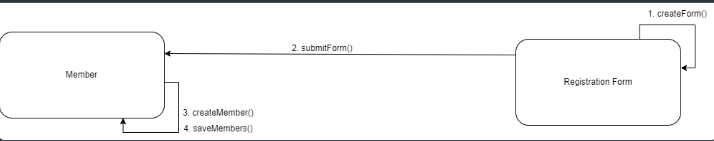 1. createForm()
2. submitForm()
Member
Registration Form
3. createMember()
4. saveMembers()